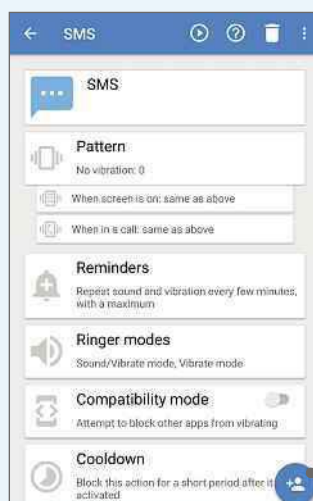 SMS
SMS
Pattern
No vibration: 0
When screen is on: same as above
When in a call: same as above
Reminders
Repeat sound and vibration every few minutes,
with a maximum
Ringer modes
Sound/Vibrate mode, Vibrate mode
Compatibility mode
Attempt to block other apps from vibrating
Cooldown
Block this action for a short period after it
activated